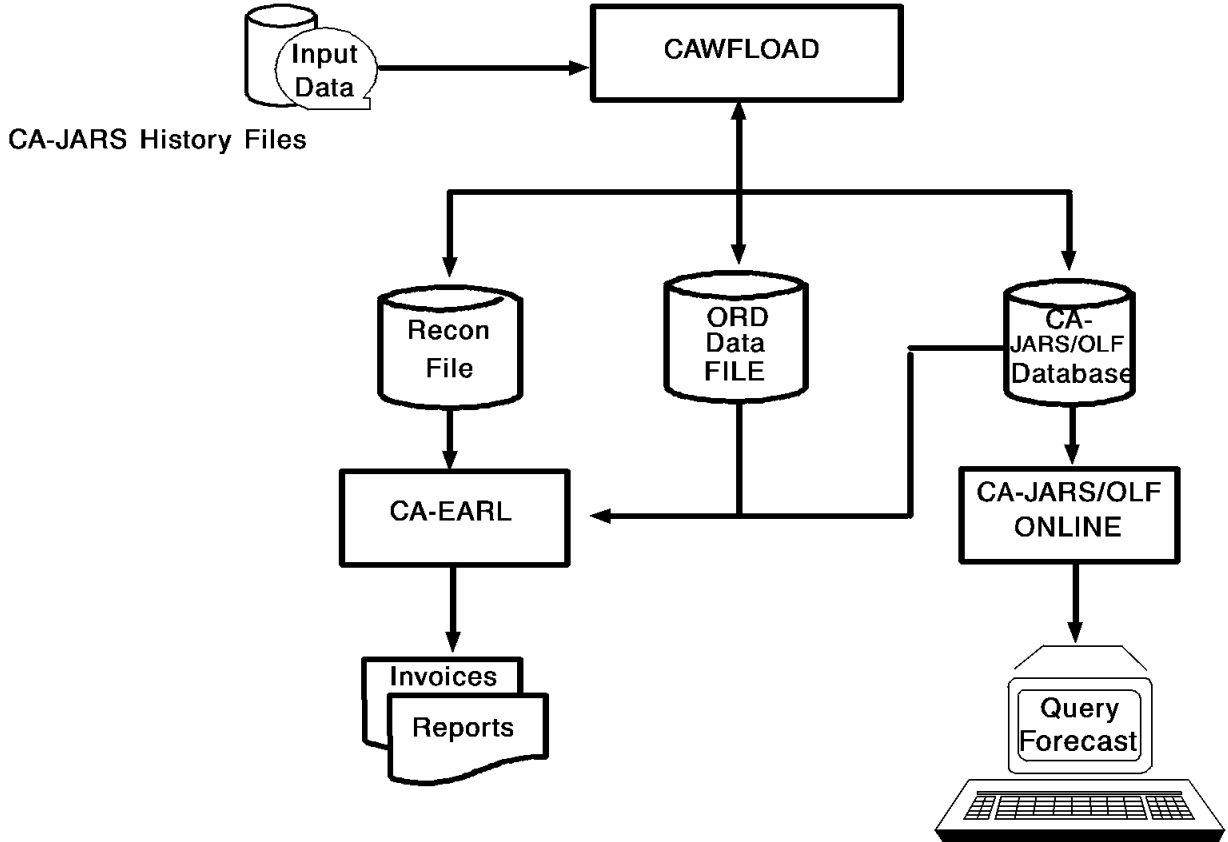 Input
Data
CAWFLOAD
CA-JARS History Files
Recon
File
ORD
Data
FILE
CA-
JARS/OLF
Database
CA-EARL
CA-JARS/OLF
ONLINE
Invoices
Reports
Query
Forecast